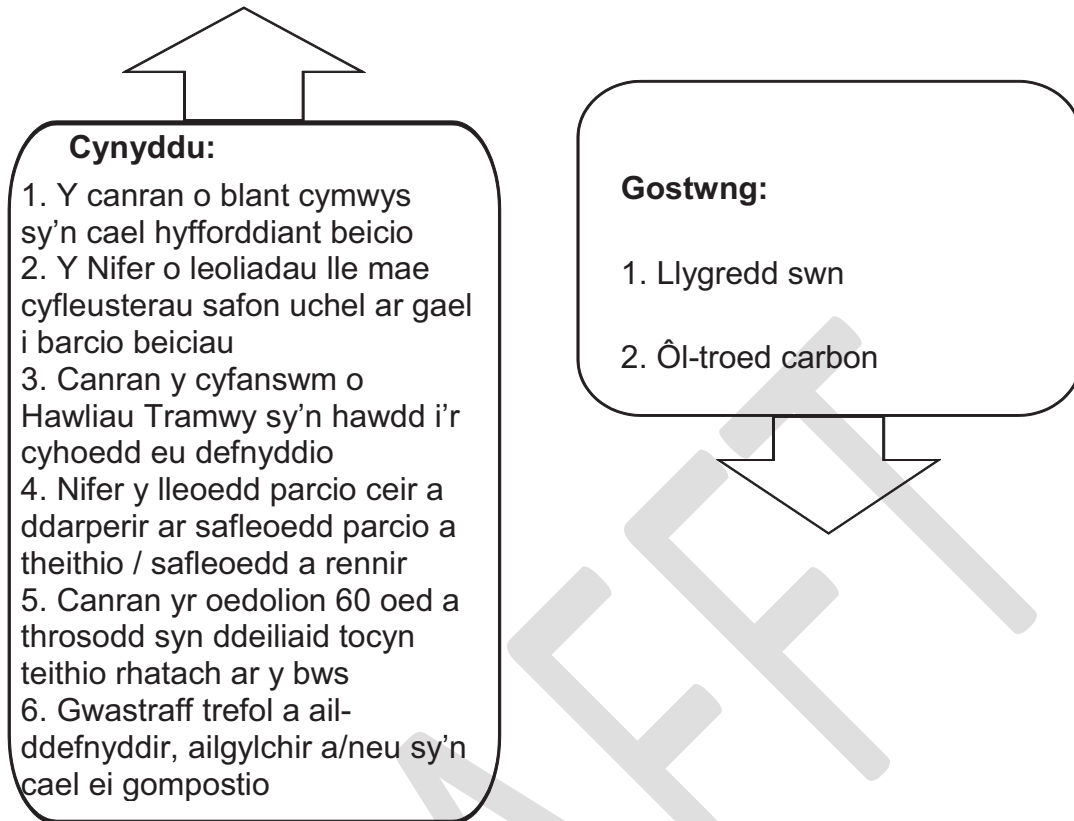 Cynyddu:
1. Y canran o blant cymwys
sy’n cael hyfforddiant beicio
2. Y Nifer o leoliadau lle mae
cyfleusterau safon uchel ar gael
i barcio beiciau
3. Canran y cyfanswm o
Hawliau Tramwy sy’n hawdd i’r
cyhoedd eu defnyddio
4. Nifer y lleoedd parcio ceir a
ddarperir ar safleoedd parcio a
theithio / safleoedd a rennir
5. Canran yr oedolion 60 oed a
throsodd syn ddeiliaid tocyn
teithio rhatach ar y bws
6. Gwastraff trefol a ail-
ddefnyddir, ailgylchir a/neu sy’n
cael ei gompostio
Gostwng:
1. Llygredd swn
2. Ôl-troed carbon